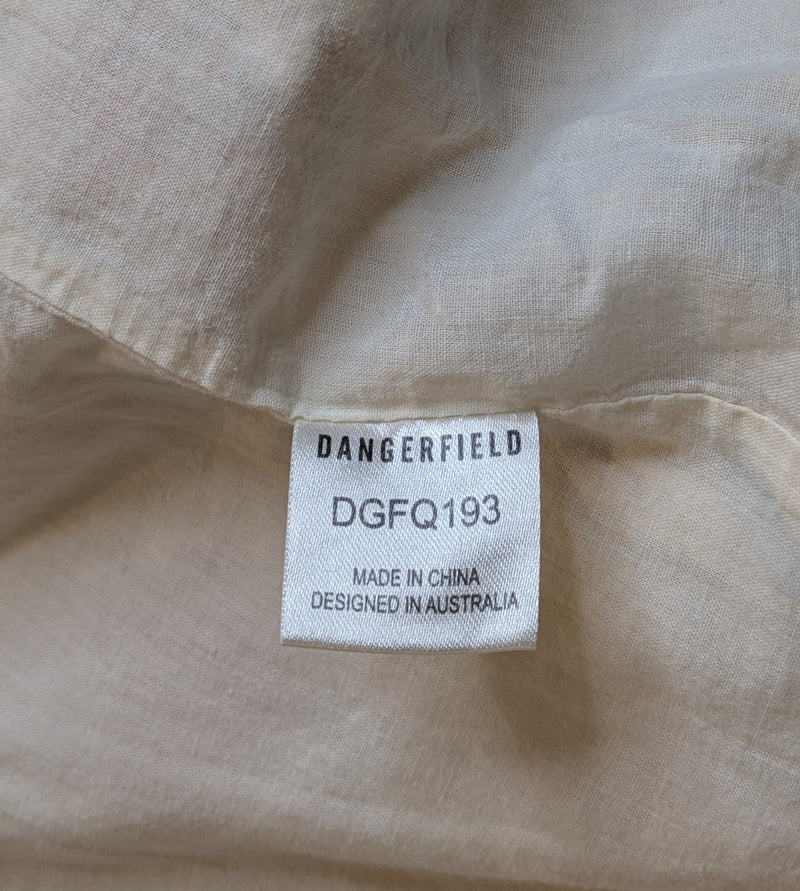 DANGERFIELD
DGFQ193
MADE IN CHINA
DESIGNED IN AUSTRALIA